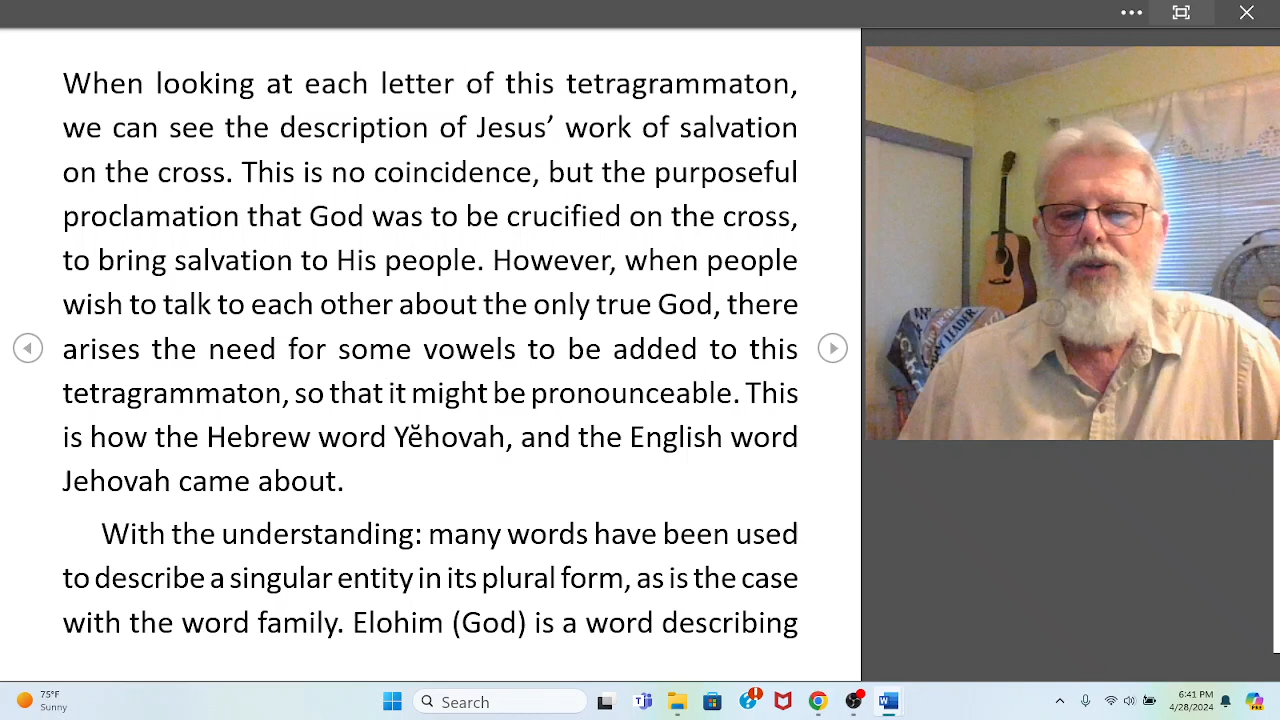 When looking at each letter of this tetragrammaton,
we can see the description of Jesus’ work of salvation
on the cross. This is no coincidence, but the purposeful
proclamation that God was to be crucified on the cross,
to bring salvation to His people. However, when people
wish to talk to each other about the only true God, there
arises the need for some vowels to be added to this
tetragrammaton, so that it might be pronounceable. This
is how the Hebrew word Yĕhovah, and the English word
Jehovah came about.
With the understanding: many words have been used
to describe a singular entity in its plural form, as is the case
with the word family. Elohim (God) is a word describing
LEADER
75°F
Sunny
Search
6:41 PM
4/28/2024